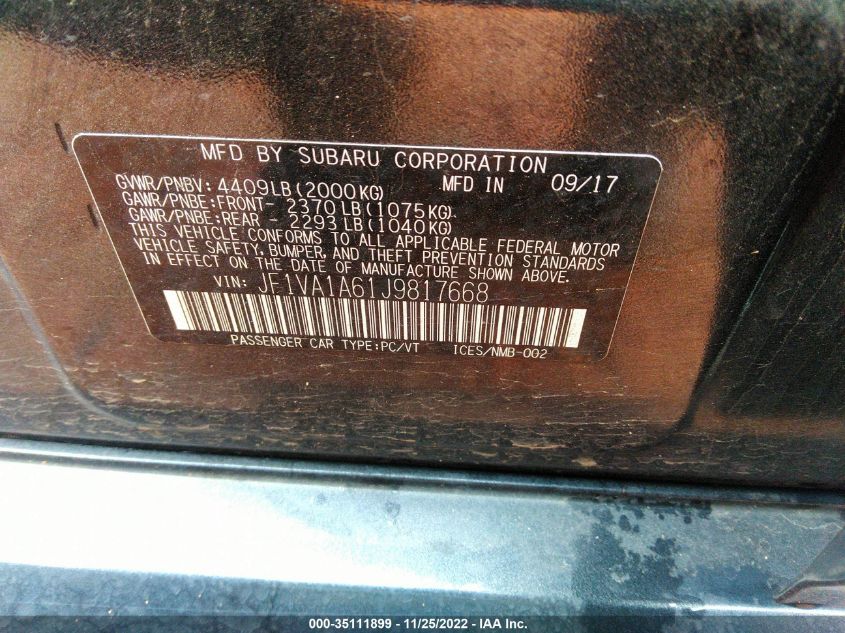 MFD BY SUBARU CORPORATION
GVWR/PNBV: 4409LB(2000KG) MFD IN 09/17
GAWR/PNBE:FRONT- 2370LB(1075KG)
GAWR/PNBE:REAR - 2293LB(1040KG)
THIS VEHICLE CONFORMS TO ALL APPLICABLE FEDERAL MOTOR
VEHICLE SAFETY, BUMPER, AND THEFT PREVENTION STANDARDS
IN EFFECT ON THE DATE OF MANUFACTURE SHOWN ABOVE.
VIN: JF1VA1A61J9817668
PASSENGER CAR TYPE:PC/VT ICES/NMB-002
000-35111899 - 11/25/2022 - IAA Inc.